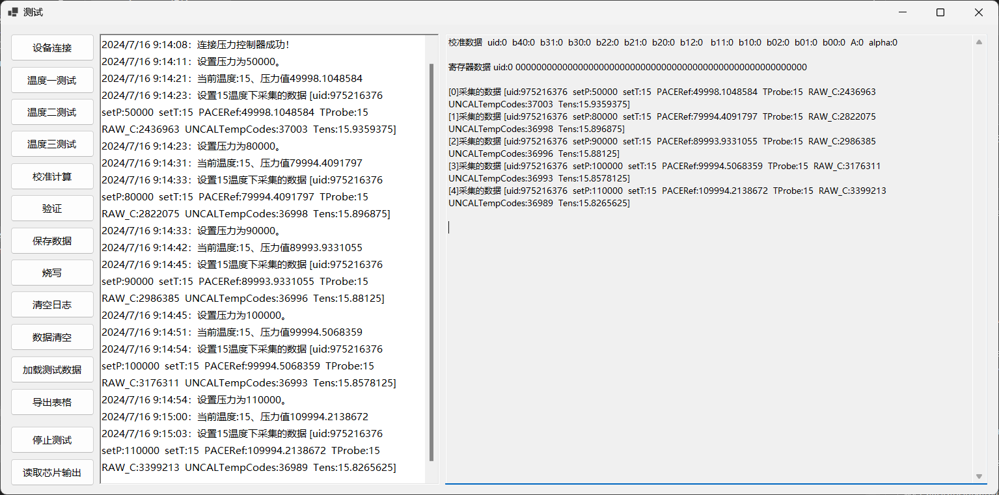 测试
设备连接
温度一测试
温度二测试
温度三测试
校准计算
验证
保存数据
烧写
清空日志
数据清空
加载测试数据
导出表格
停止测试
读取芯片输出
2024/7/16 9:14:08：连接压力控制器成功！
2024/7/16 9:14:11：设置压力为50000。
2024/7/16 9:14:21：当前温度:15、压力值49998.1048584
2024/7/16 9:14:23：设置15温度下采集的数据 [uid:975216376
setP:50000  setT:15  PACERef:49998.1048584  TProbe:15
RAW_C:2436963  UNCALTempCodes:37003  Tens:15.9359375]
2024/7/16 9:14:23：设置压力为80000。
2024/7/16 9:14:31：当前温度:15、压力值79994.4091797
2024/7/16 9:14:33：设置15温度下采集的数据 [uid:975216376
setP:80000  setT:15  PACERef:79994.4091797  TProbe:15
RAW_C:2822075  UNCALTempCodes:36998  Tens:15.896875]
2024/7/16 9:14:33：设置压力为90000。
2024/7/16 9:14:42：当前温度:15、压力值89993.9331055
2024/7/16 9:14:45：设置15温度下采集的数据 [uid:975216376
setP:90000  setT:15  PACERef:89993.9331055  TProbe:15
RAW_C:2986385  UNCALTempCodes:36996  Tens:15.88125]
2024/7/16 9:14:45：设置压力为100000。
2024/7/16 9:14:51：当前温度:15、压力值99994.5068359
2024/7/16 9:14:54：设置15温度下采集的数据 [uid:975216376
setP:100000  setT:15  PACERef:99994.5068359  TProbe:15
RAW_C:3176311  UNCALTempCodes:36993  Tens:15.8578125]
2024/7/16 9:14:54：设置压力为110000。
2024/7/16 9:15:00：当前温度:15、压力值109994.2138672
2024/7/16 9:15:03：设置15温度下采集的数据 [uid:975216376
setP:110000  setT:15  PACERef:109994.2138672  TProbe:15
RAW_C:3399213  UNCALTempCodes:36989  Tens:15.8265625]
校准数据  uid:0  b40:0  b31:0  b30:0  b22:0  b21:0  b20:0  b12:0   b11:0  b10:0  b02:0  b01:0  b00:0  A:0  alpha:0
寄存器数据 uid:0 00000000000000000000000000000000000000000000000000000000
[0]采集的数据 [uid:975216376  setP:50000  setT:15  PACERef:49998.1048584  TProbe:15  RAW_C:2436963
UNCALTempCodes:37003  Tens:15.9359375]
[1]采集的数据 [uid:975216376  setP:80000  setT:15  PACERef:79994.4091797  TProbe:15  RAW_C:2822075
UNCALTempCodes:36998  Tens:15.896875]
[2]采集的数据 [uid:975216376  setP:90000  setT:15  PACERef:89993.9331055  TProbe:15  RAW_C:2986385
UNCALTempCodes:36996  Tens:15.88125]
[3]采集的数据 [uid:975216376  setP:100000  setT:15  PACERef:99994.5068359  TProbe:15  RAW_C:3176311
UNCALTempCodes:36993  Tens:15.8578125]
[4]采集的数据 [uid:975216376  setP:110000  setT:15  PACERef:109994.2138672  TProbe:15  RAW_C:3399213
UNCALTempCodes:36989  Tens:15.8265625]